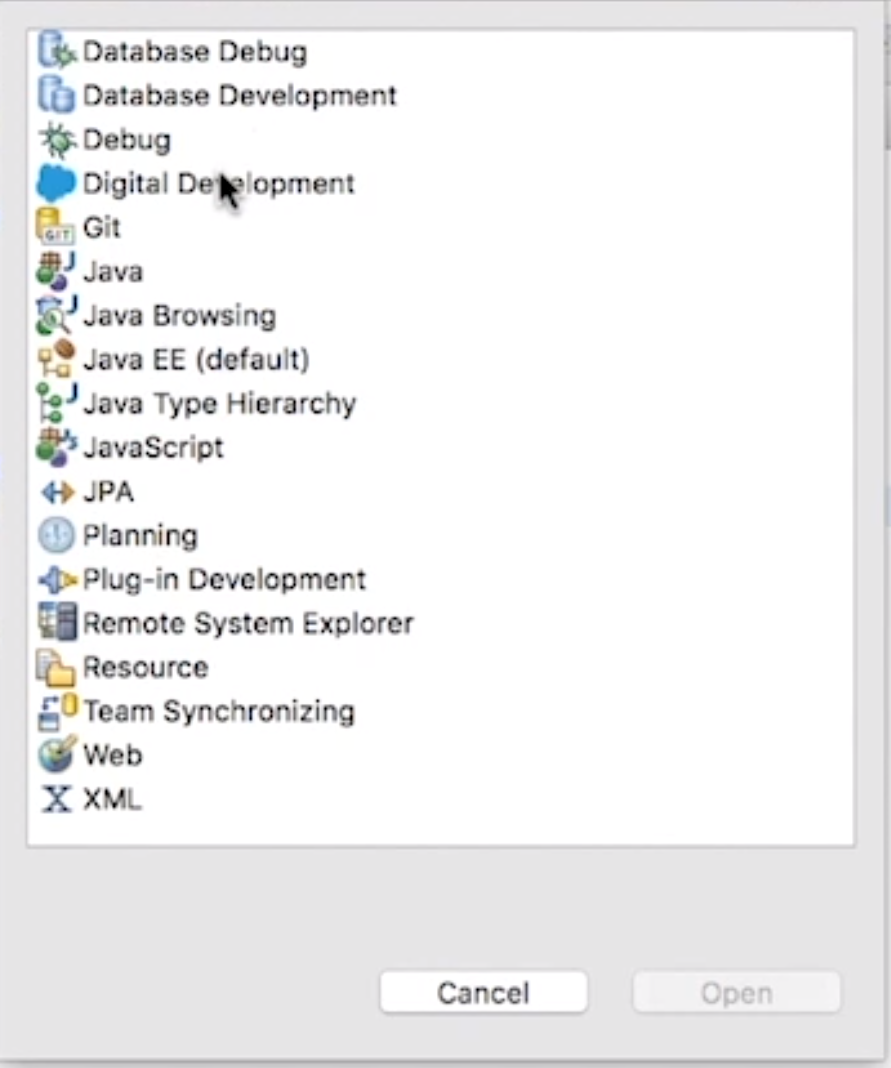 Database Debug
Database Development
Debug
Digital Development
GIT Git
Java
Java Browsing
Java EE (default)
Java Type Hierarchy
JavaScript
JPA
Planning
Plug-in Development
Remote System Explorer
Resource
Team Synchronizing
Web
XML
Cancel Open